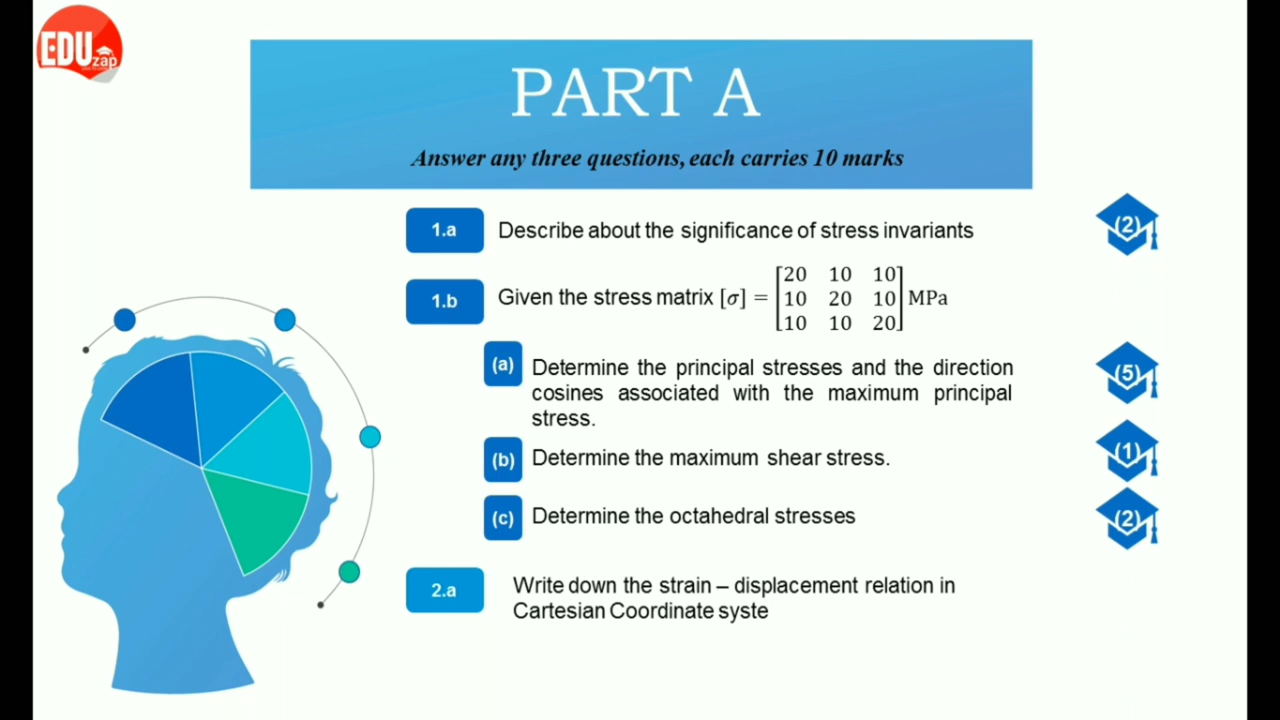 EDU
zap
PART A
Answer any three questions, each carries 10 marks
1.a Describe about the significance of stress invariants (2)
1.b Given the stress matrix [σ] = [20 10 10; 10 20 10; 10 10 20] MPa
(a) Determine the principal stresses and the direction (5)
cosines associated with the maximum principal
stress.
(b) Determine the maximum shear stress. (1)
(c) Determine the octahedral stresses (2)
2.a Write down the strain – displacement relation in
Cartesian Coordinate syste